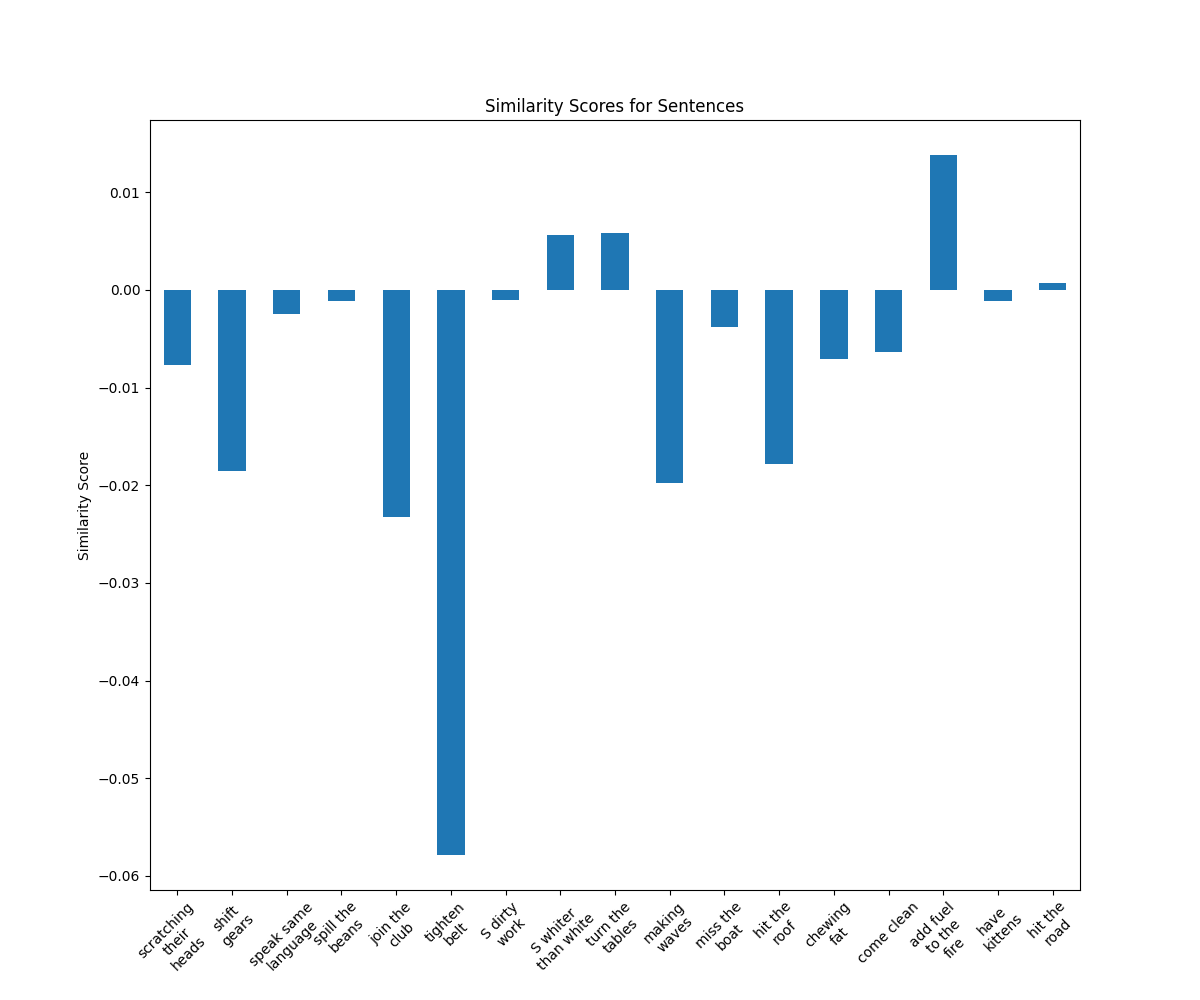 Similarity Scores for Sentences
Similarity Score
0.01
0.00
−0.01
−0.02
−0.03
−0.04
−0.05
−0.06
scratching
their
heads
shift
gears
speak same
language
spill the
beans
join the
club
tighten
belt
S dirty
work
S whiter
than white
turn the
tables
making
waves
miss the
boat
hit the
roof
chewing
fat
come clean
add fuel
to the
fire
have
kittens
hit the
road